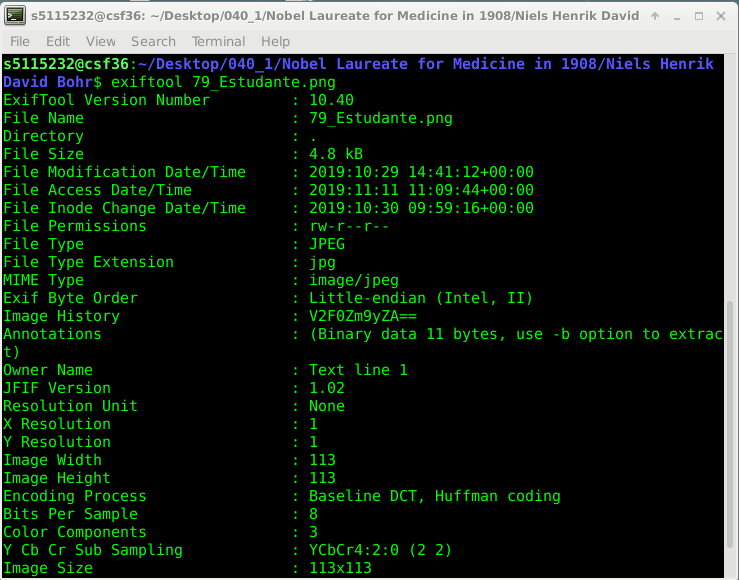 s5115232@csf36: ~/Desktop/040_1/Nobel Laureate for Medicine in 1908/Niels Henrik David
File Edit View Search Terminal Help
s5115232@csf36:~/Desktop/040_1/Nobel Laureate for Medicine in 1908/Niels Henrik
David Bohr$ exiftool 79_Estudante.png
ExifTool Version Number : 10.40
File Name : 79_Estudante.png
Directory : .
File Size : 4.8 kB
File Modification Date/Time : 2019:10:29 14:41:12+00:00
File Access Date/Time : 2019:11:11 11:09:44+00:00
File Inode Change Date/Time : 2019:10:30 09:59:16+00:00
File Permissions : rw-r--r--
File Type : JPEG
File Type Extension : jpg
MIME Type : image/jpeg
Exif Byte Order : Little-endian (Intel, II)
Image History : V2F0Zm9yZA==
Annotations : (Binary data 11 bytes, use -b option to extrac
t)
Owner Name : Text line 1
JFIF Version : 1.02
Resolution Unit : None
X Resolution : 1
Y Resolution : 1
Image Width : 113
Image Height : 113
Encoding Process : Baseline DCT, Huffman coding
Bits Per Sample : 8
Color Components : 3
Y Cb Cr Sub Sampling : YCbCr4:2:0 (2 2)
Image Size : 113x113